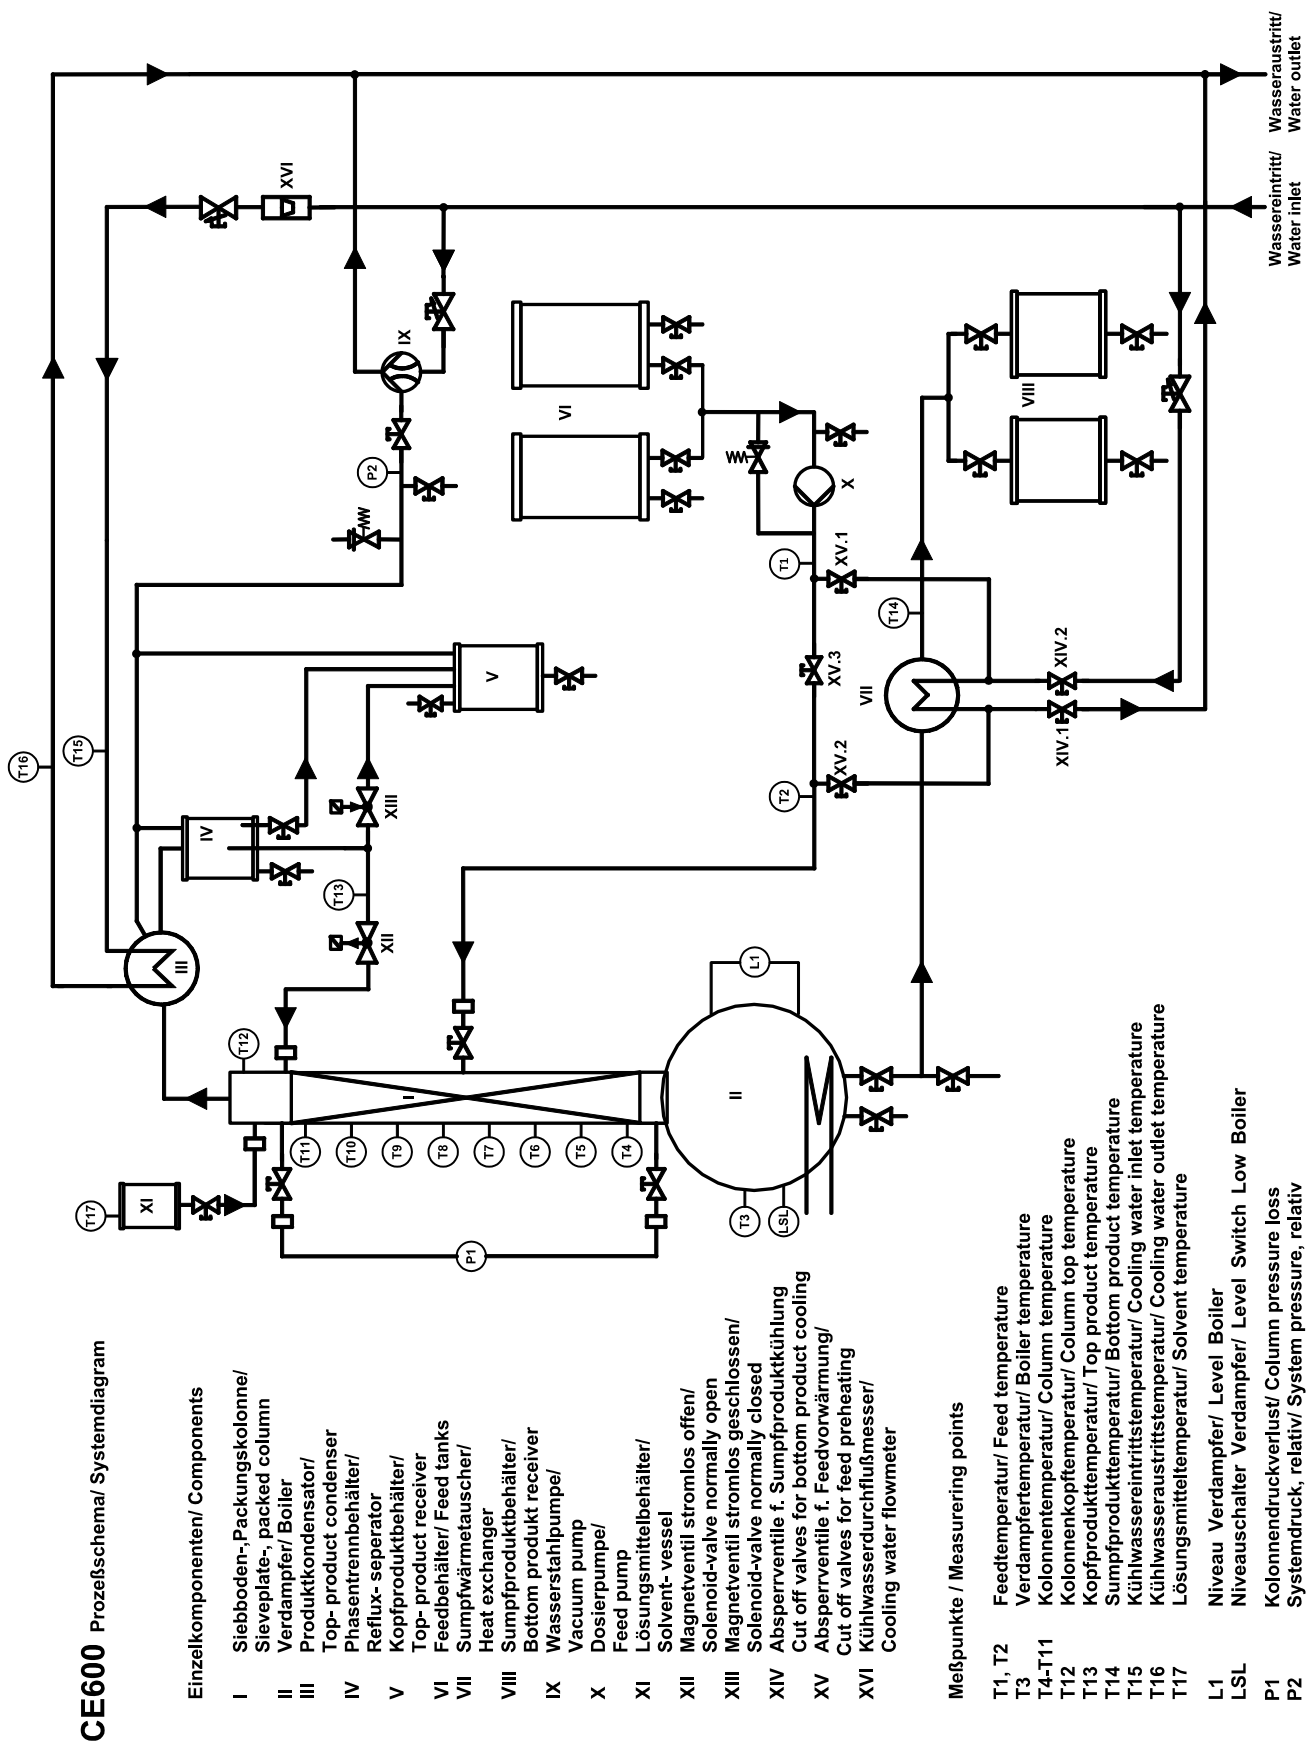 CE600 Prozeßschema/ Systemdiagram
Einzelkomponenten/ Components
I Siebboden-,Packungskolonne/
Sieveplate-, packed column
II Verdampfer/ Boiler
III Produktkondensator/
Top- product condenser
IV Phasentrennbehälter/
Reflux- seperator
V Kopfproduktbehälter/
Top- product receiver
VI Feedbehälter/ Feed tanks
VII Sumpfwärmetauscher/
Heat exchanger
VIII Sumpfproduktbehälter/
Bottom produkt receiver
IX Wasserstahlpumpe/
Vacuum pump
X Dosierpumpe/
Feed pump
XI Lösungsmittelbehälter/
Solvent- vessel
XII Magnetventil stromlos offen/
Solenoid-valve normally open
XIII Magnetventil stromlos geschlossen/
Solenoid-valve normally closed
XIV Absperrventile f. Sumpfproduktkühlung
Cut off valves for bottom product cooling
XV Absperrventile f. Feedvorwärmung/
Cut off valves for feed preheating
XVI Kühlwasserdurchflußmesser/
Cooling water flowmeter
Meßpunkte / Measurering points
T1, T2 Feedtemperatur/ Feed temperature
T3 Verdampfertemperatur/ Boiler temperature
T4-T11 Kolonnentemperatur/ Column temperature
T12 Kolonnenkopftemperatur/ Column top temperature
T13 Kopfprodukttemperatur/ Top product temperature
T14 Sumpfprodukttemperatur/ Bottom product temperature
T15 Kühlwassereintrittstemperatur/ Cooling water inlet temperature
T16 Kühlwasseraustrittstemperatur/ Cooling water outlet temperature
T17 Lösungsmitteltemperatur/ Solvent temperature
L1 Niveau Verdampfer/ Level Boiler
LSL Niveauschalter Verdampfer/ Level Switch Low Boiler
P1 Kolonnendruckverlust/ Column pressure loss
P2 Systemdruck, relativ/ System pressure, relativ
T17
XI
P1
T11
T10
T9
T8
T7
T6
T5
T4
T3
LSL
I
II
T12
L1
III
XII
T13
IV
XIII
T16
T15
V
T2
XV.2
XV.3
T1
XV.1
VII
XIV.1
XIV.2
T14
X
P2
VI
VIII
IX
XVI
Wassereintritt/
Water inlet
Wasseraustritt/
Water outlet